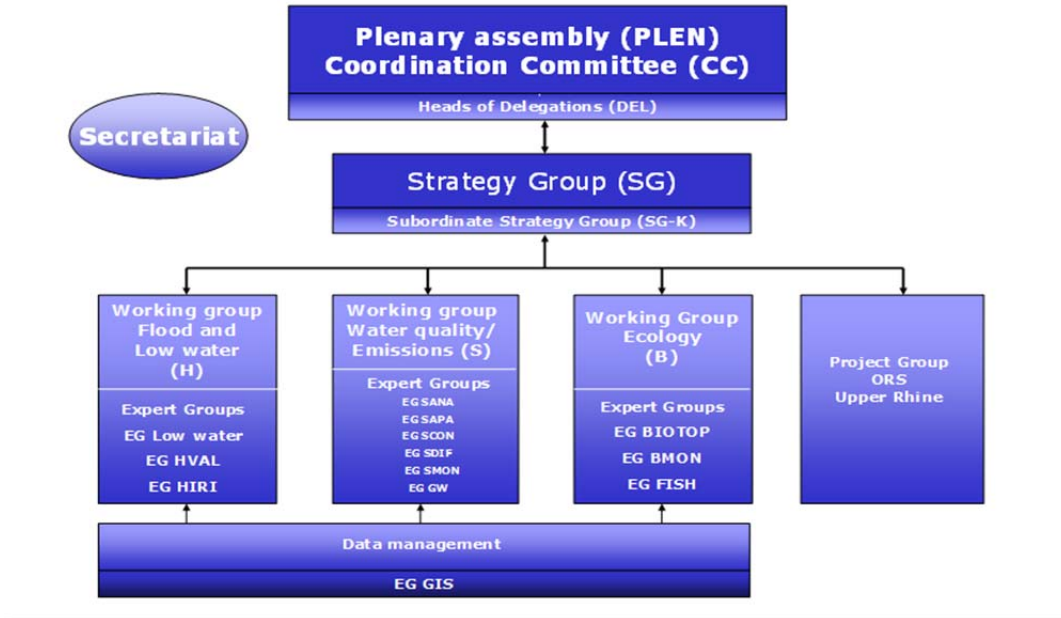 Plenary assembly (PLEN)
Coordination Committee (CC)
Heads of Delegations (DEL)
Secretariat
Strategy Group (SG)
Subordinate Strategy Group (SG-K)
Working group
Flood and
Low water
(H)
Expert Groups
EG Low water
EG HVAL
EG HIRI
Working group
Water quality/
Emissions (S)
Expert Groups
EG SANA
EG SAPA
EG SCON
EG SDIF
EG SMON
EG GW
Working Group
Ecology
(B)
Expert Groups
EG BIOTOP
EG BMON
EG FISH
Project Group
ORS
Upper Rhine
Data management
EG GIS